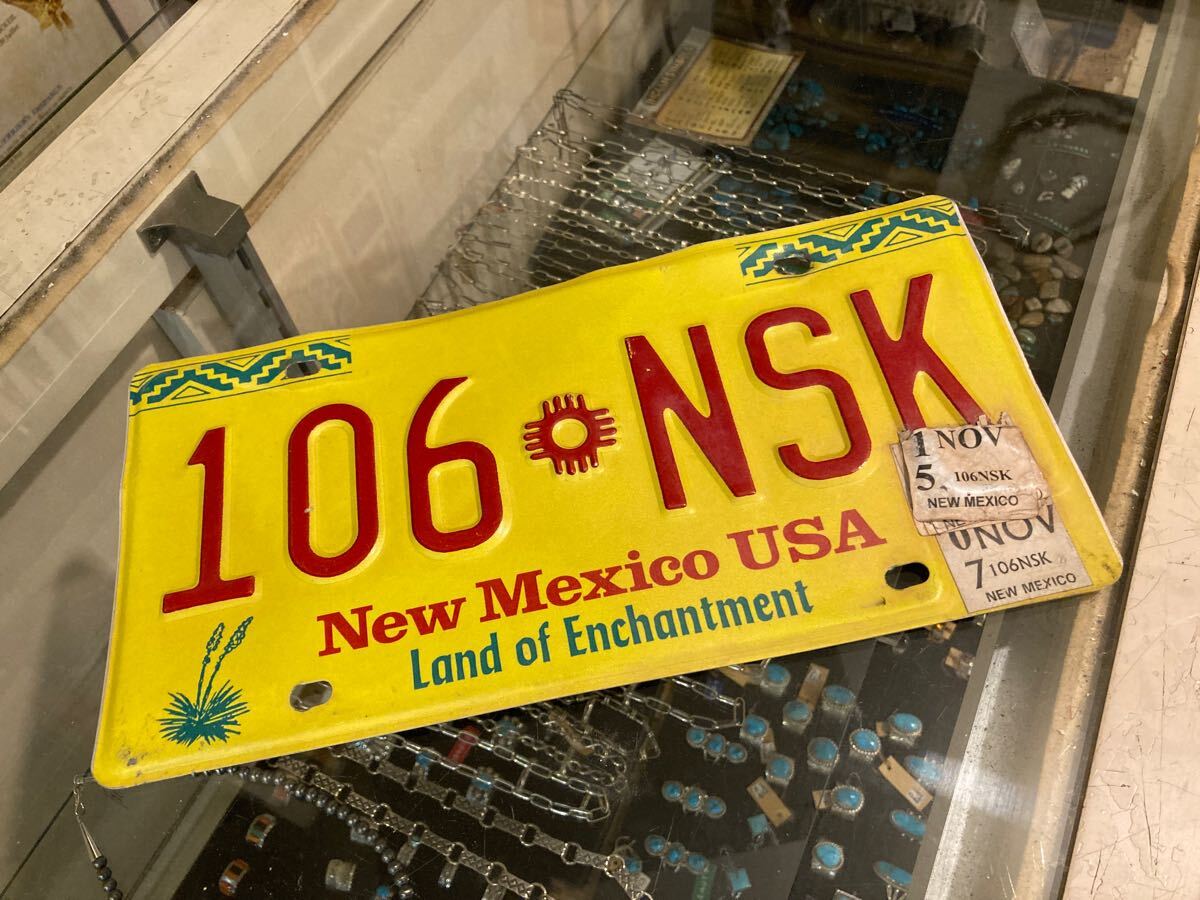 106 NSK
New Mexico USA
Land of Enchantment
1 NOV
5 106NSK
NEW MEXICO
NE
0 NOV
7 106NSK
NEW MEXICO